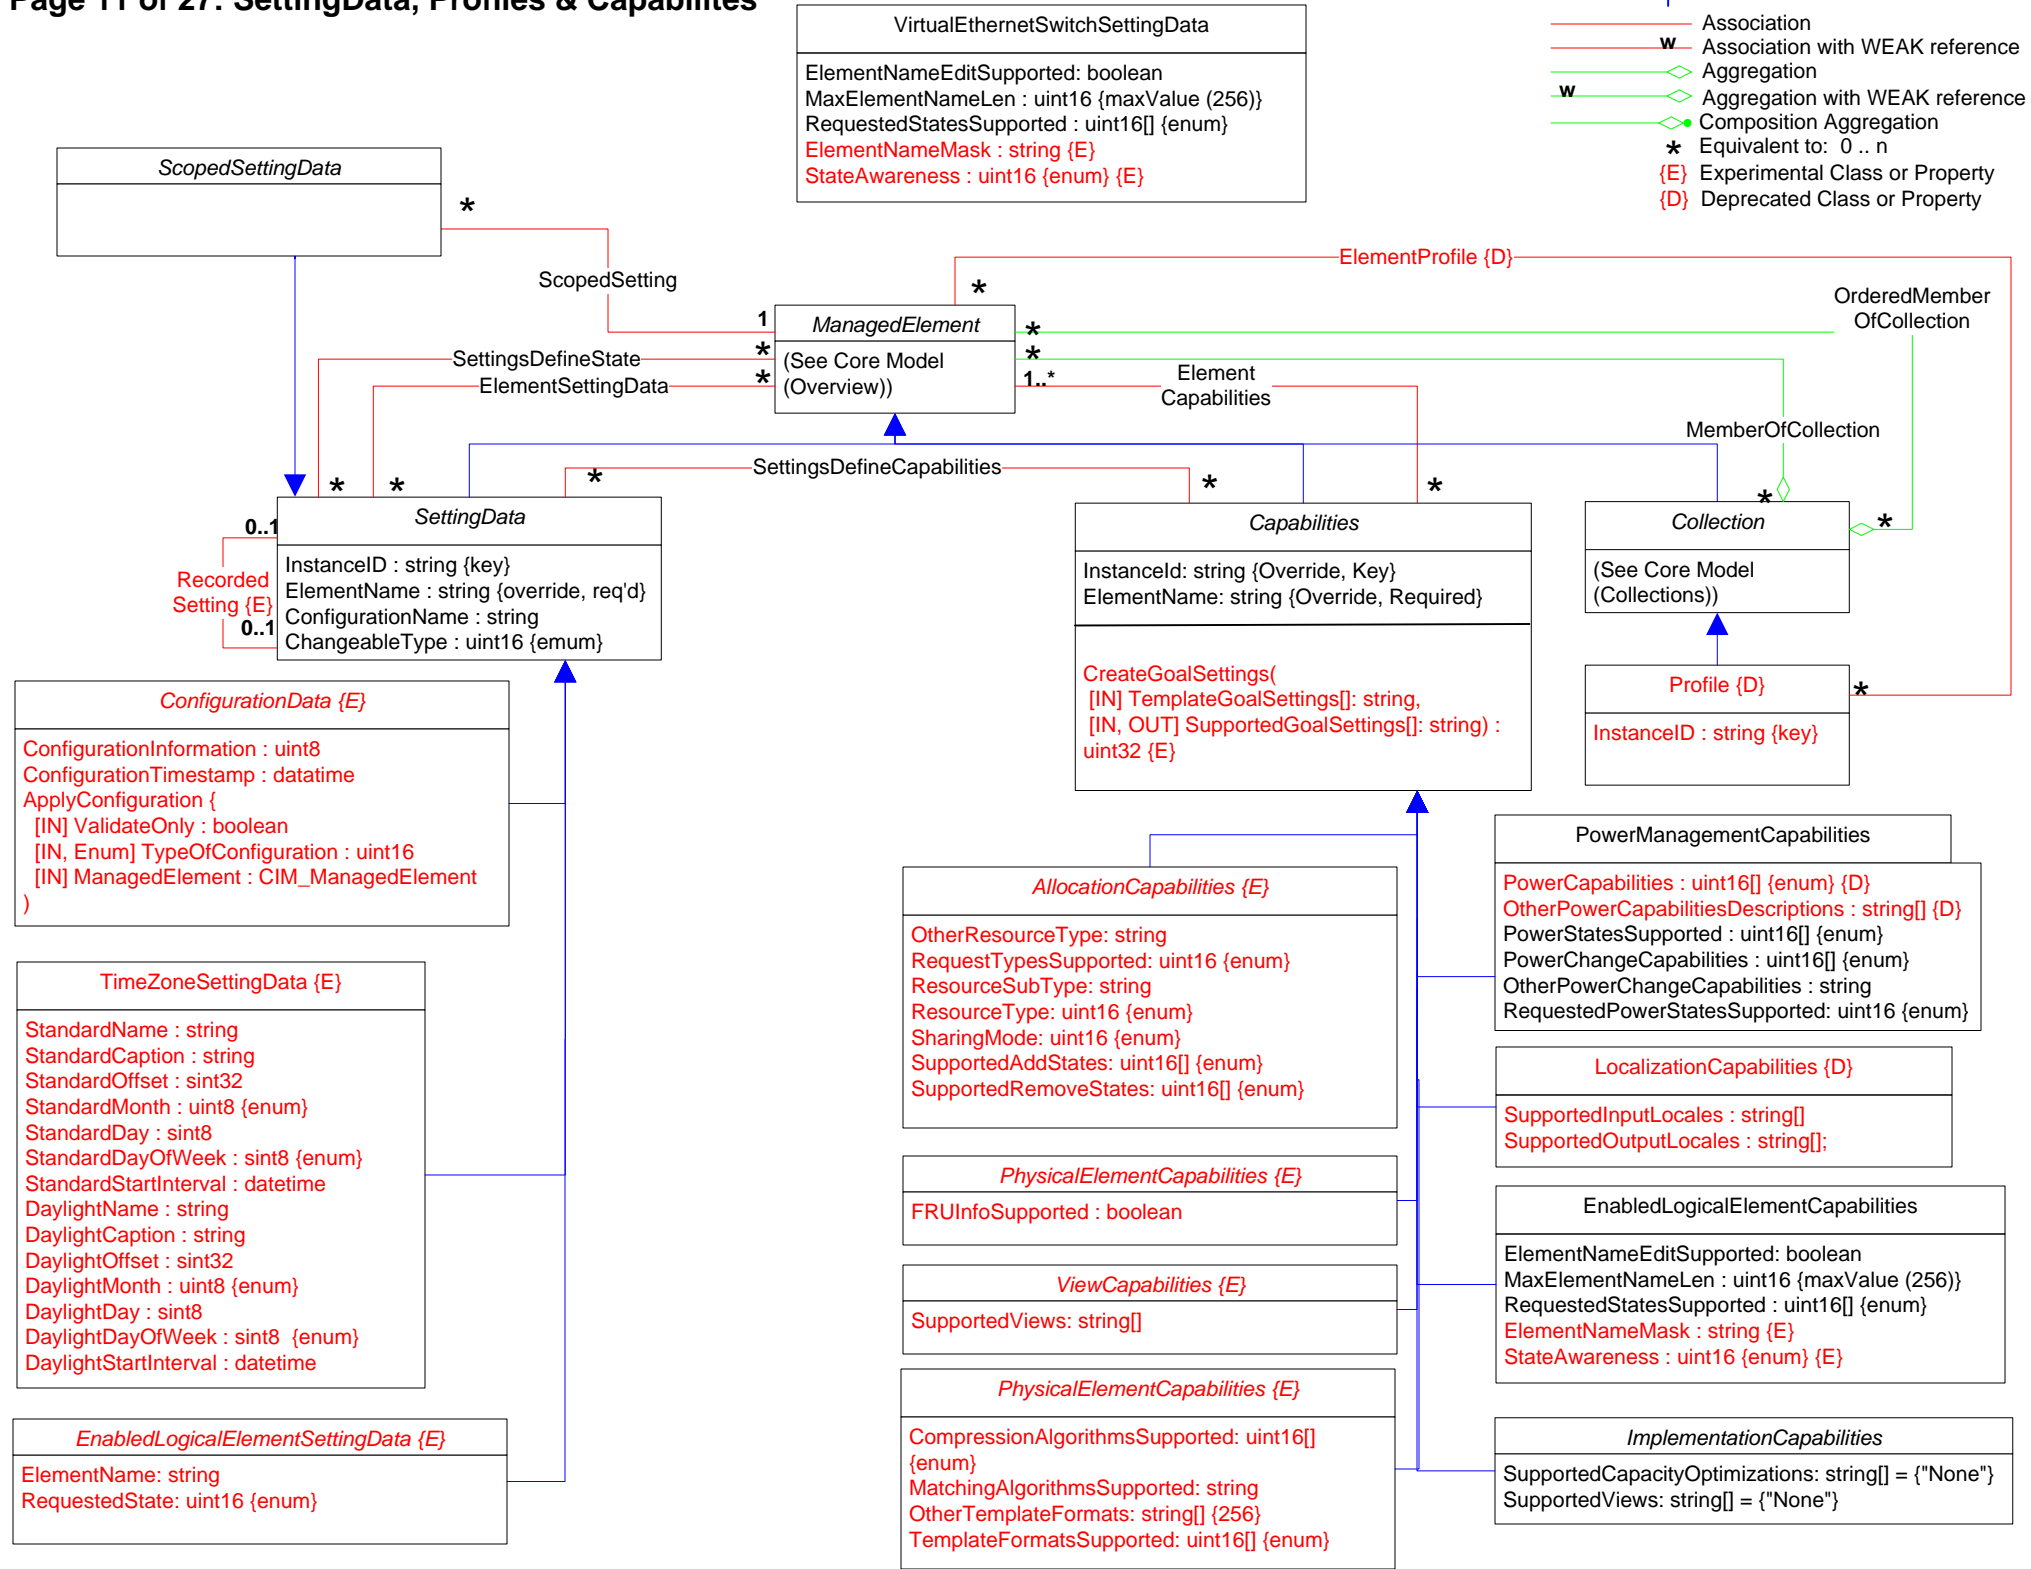 Page 11 of 27: SettingData, Profiles & Capabilites
VirtualEthernetSwitchSettingData
ElementNameEditSupported: boolean
MaxElementNameLen : uint16 {maxValue (256)}
RequestedStatesSupported : uint16[] {enum}
ElementNameMask : string {E}
StateAwareness : uint16 {enum} {E}
Association
w Association with WEAK reference
Aggregation
w Aggregation with WEAK reference
Composition Aggregation
* Equivalent to: 0 .. n
{E} Experimental Class or Property
{D} Deprecated Class or Property
ScopedSettingData
*
ScopedSetting
1
ElementProfile {D}
*
OrderedMember
OfCollection
ManagedElement
(See Core Model
(Overview))
*
*
1..*
SettingsDefineState
*
ElementSettingData
*
Element
Capabilities
MemberOfCollection
SettingsDefineCapabilities
*
*
*
*
*
*
*
0..1
Recorded
Setting {E}
0..1
SettingData
InstanceID : string {key}
ElementName : string {override, req'd}
ConfigurationName : string
ChangeableType : uint16 {emum}
Capabilities
InstanceId: string {Override, Key}
ElementName: string {Override, Required}
CreateGoalSettings(
[IN] TemplateGoalSettings[]: string,
[IN, OUT] SupportedGoalSettings[]: string) :
uint32 {E}
Collection
(See Core Model
(Collections))
Profile {D}
*
InstanceID : string {key}
ConfigurationData {E}
ConfigurationInformation : uint8
ConfigurationTimestamp : datatime
ApplyConfiguration {
[IN] ValidateOnly : boolean
[IN, Enum] TypeOfConfiguration : uint16
[IN] ManagedElement : CIM_ManagedElement
)
TimeZoneSettingData {E}
StandardName : string
StandardCaption : string
StandardOffset : sint32
StandardMonth : uint8 {enum}
StandardDay : sint8
StandardDayOfWeek : sint8 {enum}
StandardStartInterval : datetime
DaylightName : string
DaylightCaption : string
DaylightOffset : sint32
DaylightMonth : uint8 {enum}
DaylightDay : sint8
DaylightDayOfWeek : sint8 {enum}
DaylightStartInterval : datetime
EnabledLogicalElementSettingData {E}
ElementName: string
RequestedState: uint16 {enum}
AllocationCapabilities {E}
OtherResourceType: string
RequestTypesSupported: uint16 {enum}
ResourceSubType: string
ResourceType: uint16 {enum}
SharingMode: uint16 {enum}
SupportedAddStates: uint16[] {enum}
SupportedRemoveStates: uint16[] {enum}
PhysicalElementCapabilities {E}
FRUInfoSupported : boolean
ViewCapabilities {E}
SupportedViews: string[]
PhysicalElementCapabilities {E}
CompressionAlgorithmsSupported: uint16[]
{enum}
MatchingAlgorithmsSupported: string
OtherTemplateFormats: string[] {256}
TemplateFormatsSupported: uint16[] {enum}
PowerManagementCapabilities
PowerCapabilities : uint16[] {enum} {D}
OtherPowerCapabilitiesDescriptions : string[] {D}
PowerStatesSupported : uint16[] {enum}
PowerChangeCapabilities : uint16[] {enum}
OtherPowerChangeCapabilities : string
RequestedPowerStatesSupported: uint16 {enum}
LocalizationCapabilities {D}
SupportedInputLocales : string[]
SupportedOutputLocales : string[];
EnabledLogicalElementCapabilities
ElementNameEditSupported: boolean
MaxElementNameLen : uint16 {maxValue (256)}
RequestedStatesSupported : uint16[] {enum}
ElementNameMask : string {E}
StateAwareness : uint16 {enum} {E}
ImplementationCapabilities
SupportedCapacityOptimizations: string[] = {"None"}
SupportedViews: string[] = {"None"}